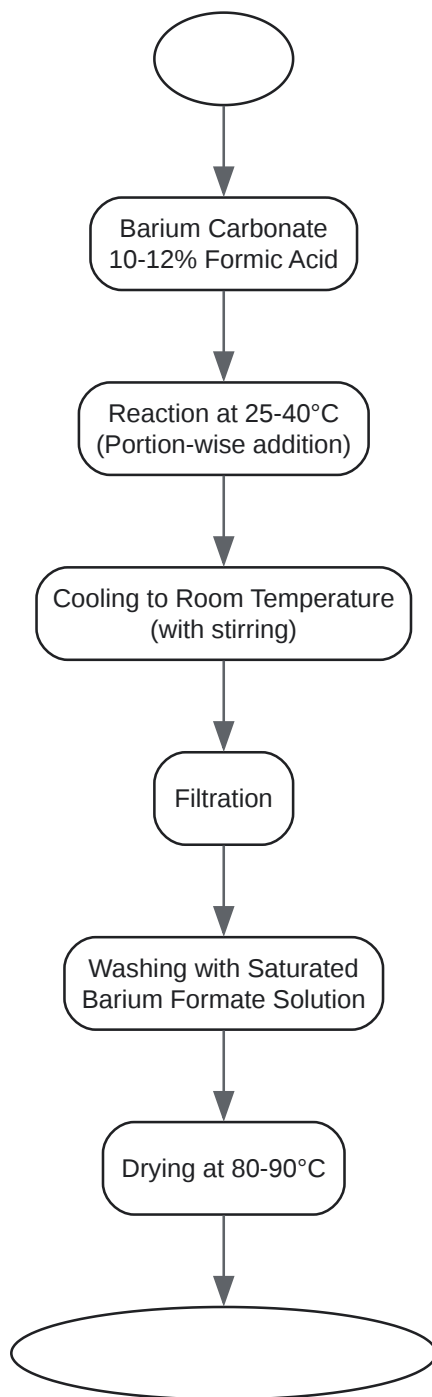 Barium Carbonate
10-12% Formic Acid
Reaction at 25-40°C
(Portion-wise addition)
Cooling to Room Temperature
(with stirring)
Filtration
Washing with Saturated
Barium Formate Solution
Drying at 80-90°C